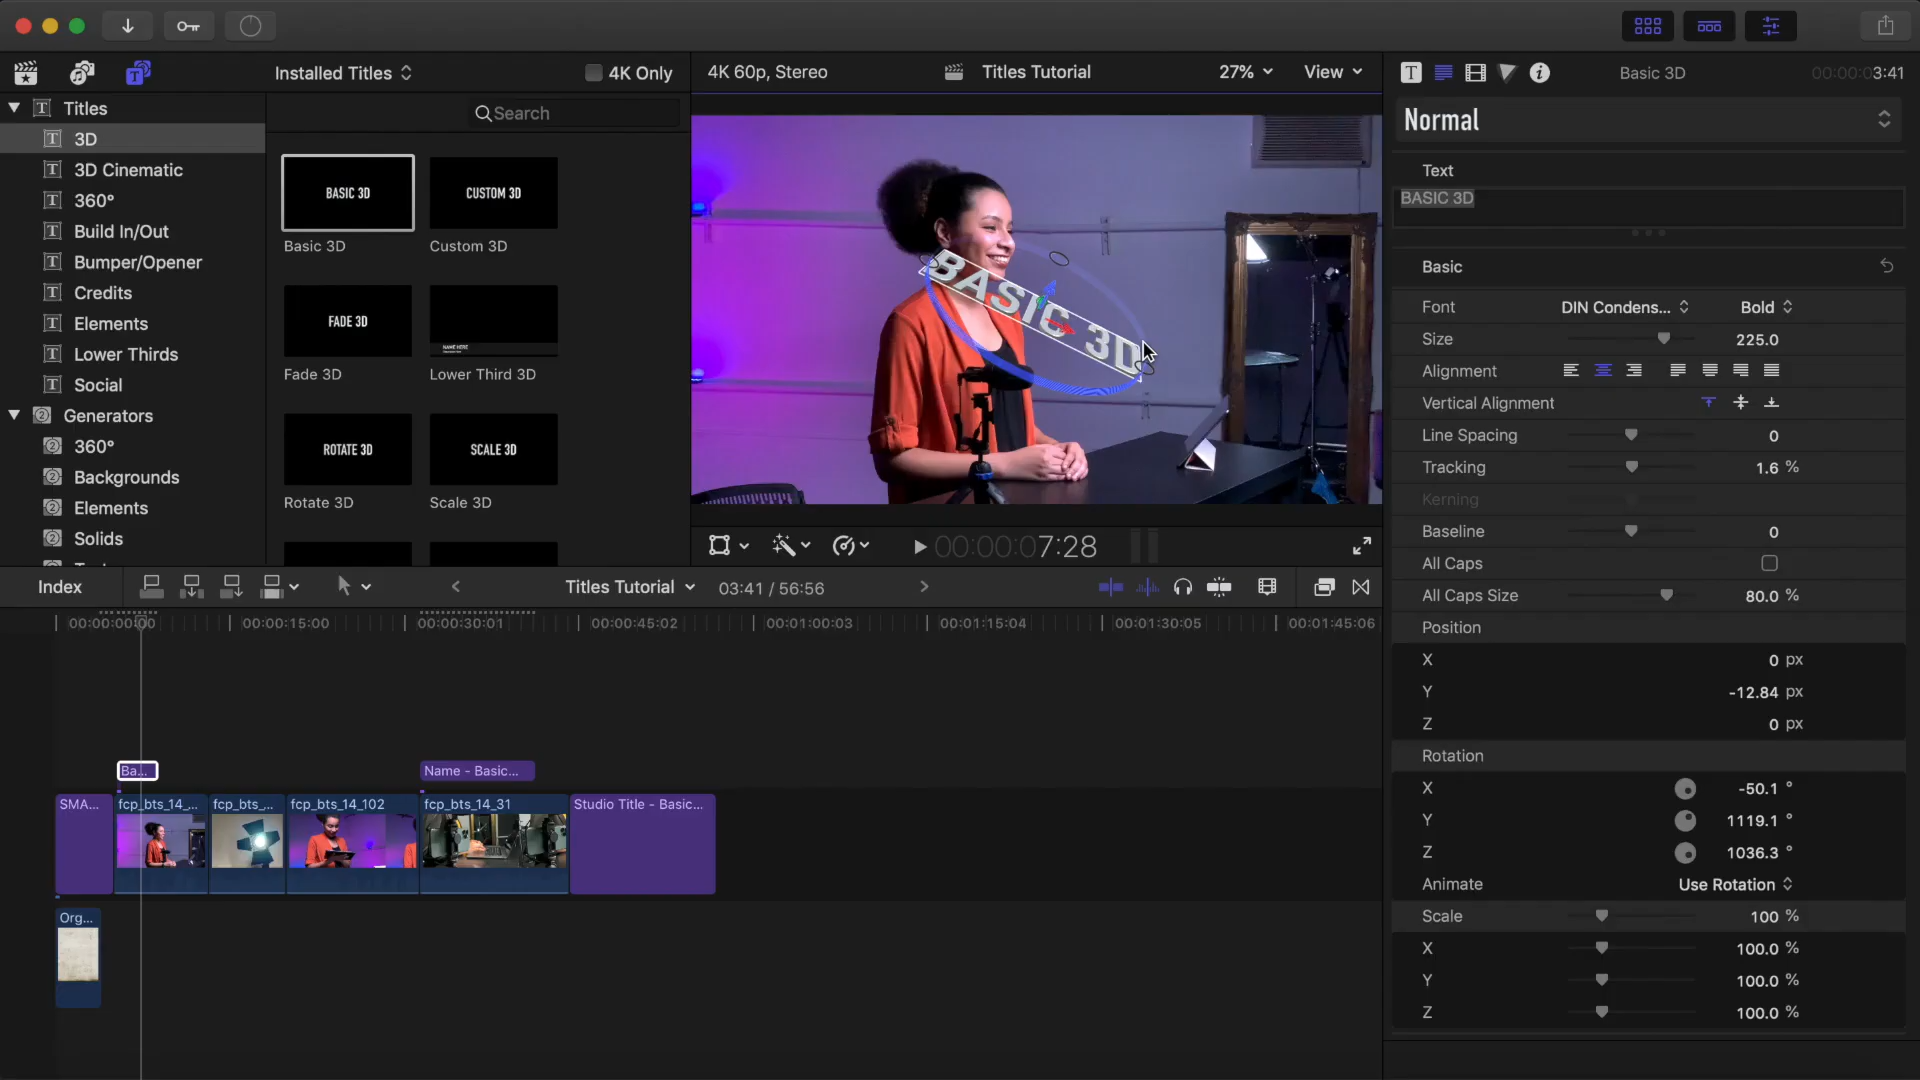 Installed Titles
4K Only
4K 60p, Stereo
Titles Tutorial
27%
View
Basic 3D
00:00:03:41
Titles
3D
3D Cinematic
360°
Build In/Out
Bumper/Opener
Credits
Elements
Lower Thirds
Social
Generators
360°
Backgrounds
Elements
Solids
Search
BASIC 3D
Basic 3D
CUSTOM 3D
Custom 3D
FADE 3D
Fade 3D
NAME HERE
Lower Third 3D
ROTATE 3D
Rotate 3D
SCALE 3D
Scale 3D
BASIC 3D
00:00:07:28
Normal
Text
BASIC 3D
Basic
Font DIN Condens... Bold
Size 225.0
Alignment
Vertical Alignment
Line Spacing 0
Tracking 1.6 %
Kerning
Baseline 0
All Caps
All Caps Size 80.0 %
Position
X 0 px
Y -12.84 px
Z 0 px
Rotation
X -50.1 °
Y 1119.1 °
Z 1036.3 °
Animate Use Rotation
Scale 100 %
X 100.0 %
Y 100.0 %
Z 100.0 %
Index
Titles Tutorial
03:41 / 56:56
00:00:00:00
00:00:15:00
00:00:30:01
00:00:45:02
00:01:00:03
00:01:15:04
00:01:30:05
00:01:45:06
Ba...
Name - Basic...
SMA...
fcp_bts_14_...
fcp_bts_...
fcp_bts_14_102
fcp_bts_14_31
Studio Title - Basic...
Org...